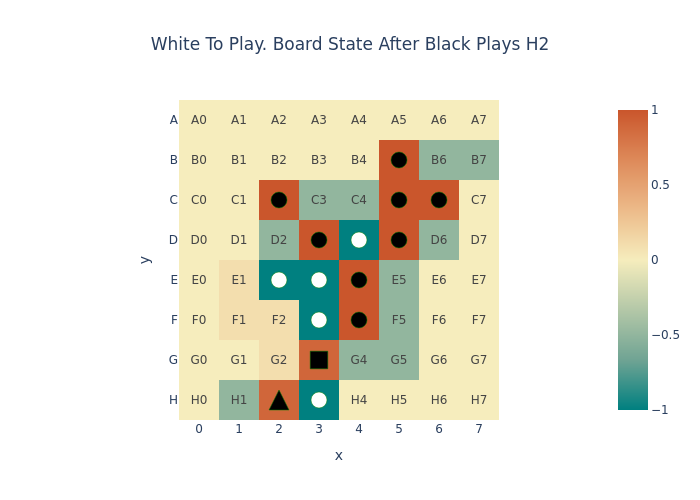 White To Play. Board State After Black Plays H2
A A0 A1 A2 A3 A4 A5 A6 A7
B B0 B1 B2 B3 B4 B6 B7
C C0 C1 C3 C4 C7
D D0 D1 D2 D6 D7
E E0 E1 E5 E6 E7
F F0 F1 F2 F5 F6 F7
G G0 G1 G2 G4 G5 G6 G7
H H0 H1 H4 H5 H6 H7
0 1 2 3 4 5 6 7
x
y
1
0.5
0
−0.5
−1